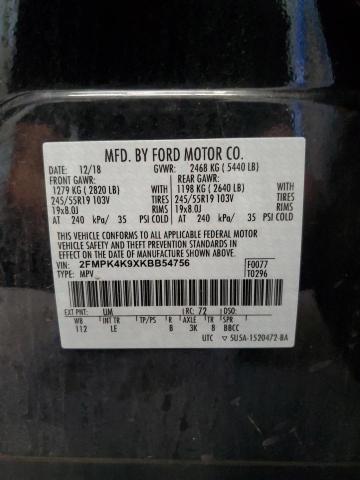 MFD. BY FORD MOTOR CO.
DATE: 12/18 GVWR: 2468 KG ( 5440 LB)
FRONT GAWR: REAR GAWR:
1279 KG ( 2820 LB) WITH 1198 KG ( 2640 LB) WITH
245/55R19 103V TIRES 245/55R19 103V TIRES
19x8.0J RIMS 19x8.0J RIMS
AT 240 kPa/ 35 PSI COLD AT 240 kPa/ 35 PSI COLD
THIS VEHICLE CONFORMS TO ALL APPLICABLE FEDERAL MOTOR
VEHICLE SAFETY AND THEFT PREVENTION STANDARDS IN EFFECT
ON THE DATE OF MANUFACTURE SHOWN ABOVE.
VIN: 2FMPK4K9XKBB54756 F0077
TYPE: MPV T0296
EXT PNT: UM RC: 72 DSO:
WB INT TR TP/PS R AXLE TR SPR
112 LE B 3K 8 BBCC
UTC 5U5A-1520472-BA